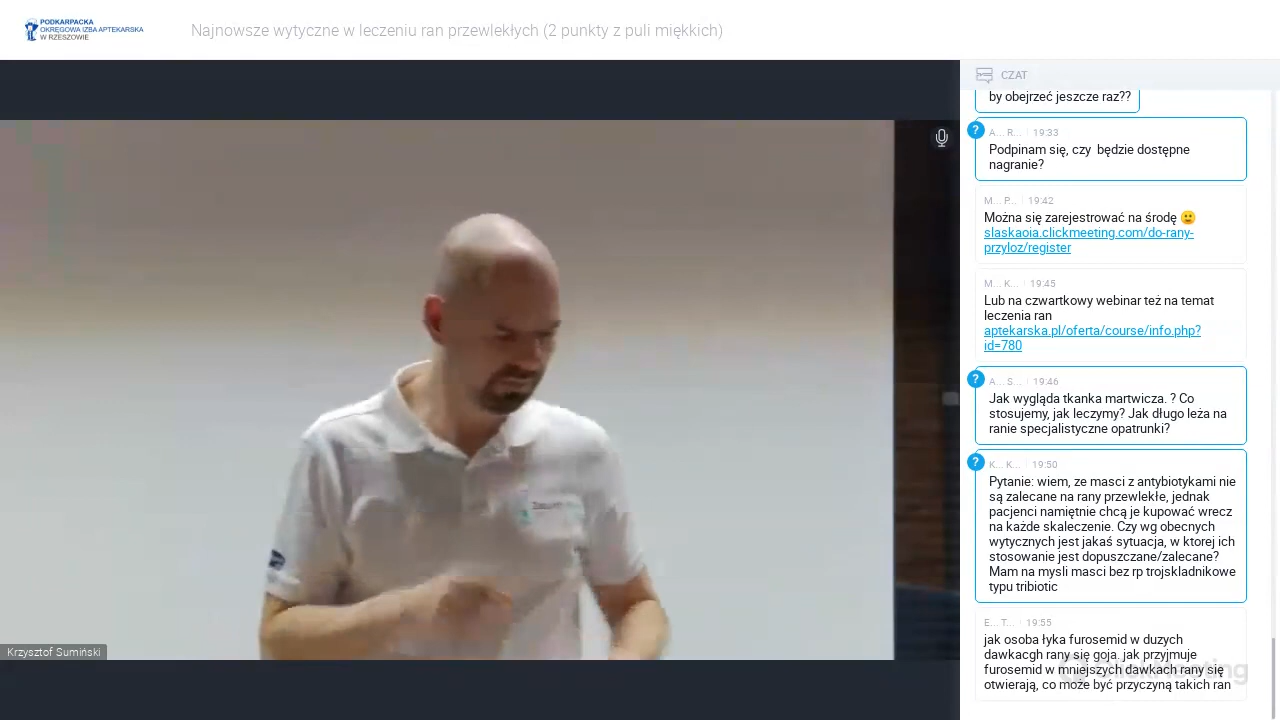 PODKARPACKA
OKRĘGOWA IZBA APTEKARSKA
W RZESZOWIE
Najnowsze wytyczne w leczeniu ran przewlekłych (2 punkty z puli miękkich)
CZAT
by obejrzeć jeszcze raz??
?
A... R... 19:33
Podpinam się, czy będzie dostępne
nagranie?
M... P... 19:42
Można się zarejestrować na środę 🙂
slaskaoia.clickmeeting.com/do-rany-
przyloz/register
M... K... 19:45
Lub na czwartkowy webinar też na temat
leczenia ran
aptekarska.pl/oferta/course/info.php?
id=780
?
A... S... 19:46
Jak wygląda tkanka martwicza. ? Co
stosujemy, jak leczymy? Jak długo leża na
ranie specjalistyczne opatrunki?
?
K... K... 19:50
Pytanie: wiem, ze masci z antybiotykami nie
są zalecane na rany przewlekłe, jednak
pacjenci namiętnie chcą je kupować wrecz
na każde skaleczenie. Czy wg obecnych
wytycznych jest jakaś sytuacja, w ktorej ich
stosowanie jest dopuszczane/zalecane?
Mam na mysli masci bez rp trojskladnikowe
typu tribiotic
E... T... 19:55
jak osoba łyka furosemid w duzych
dawkacgh rany się goja. jak przyjmuje
furosemid w mniejszych dawkach rany się
otwierają, co może być przyczyną takich ran
Krzysztof Sumiński